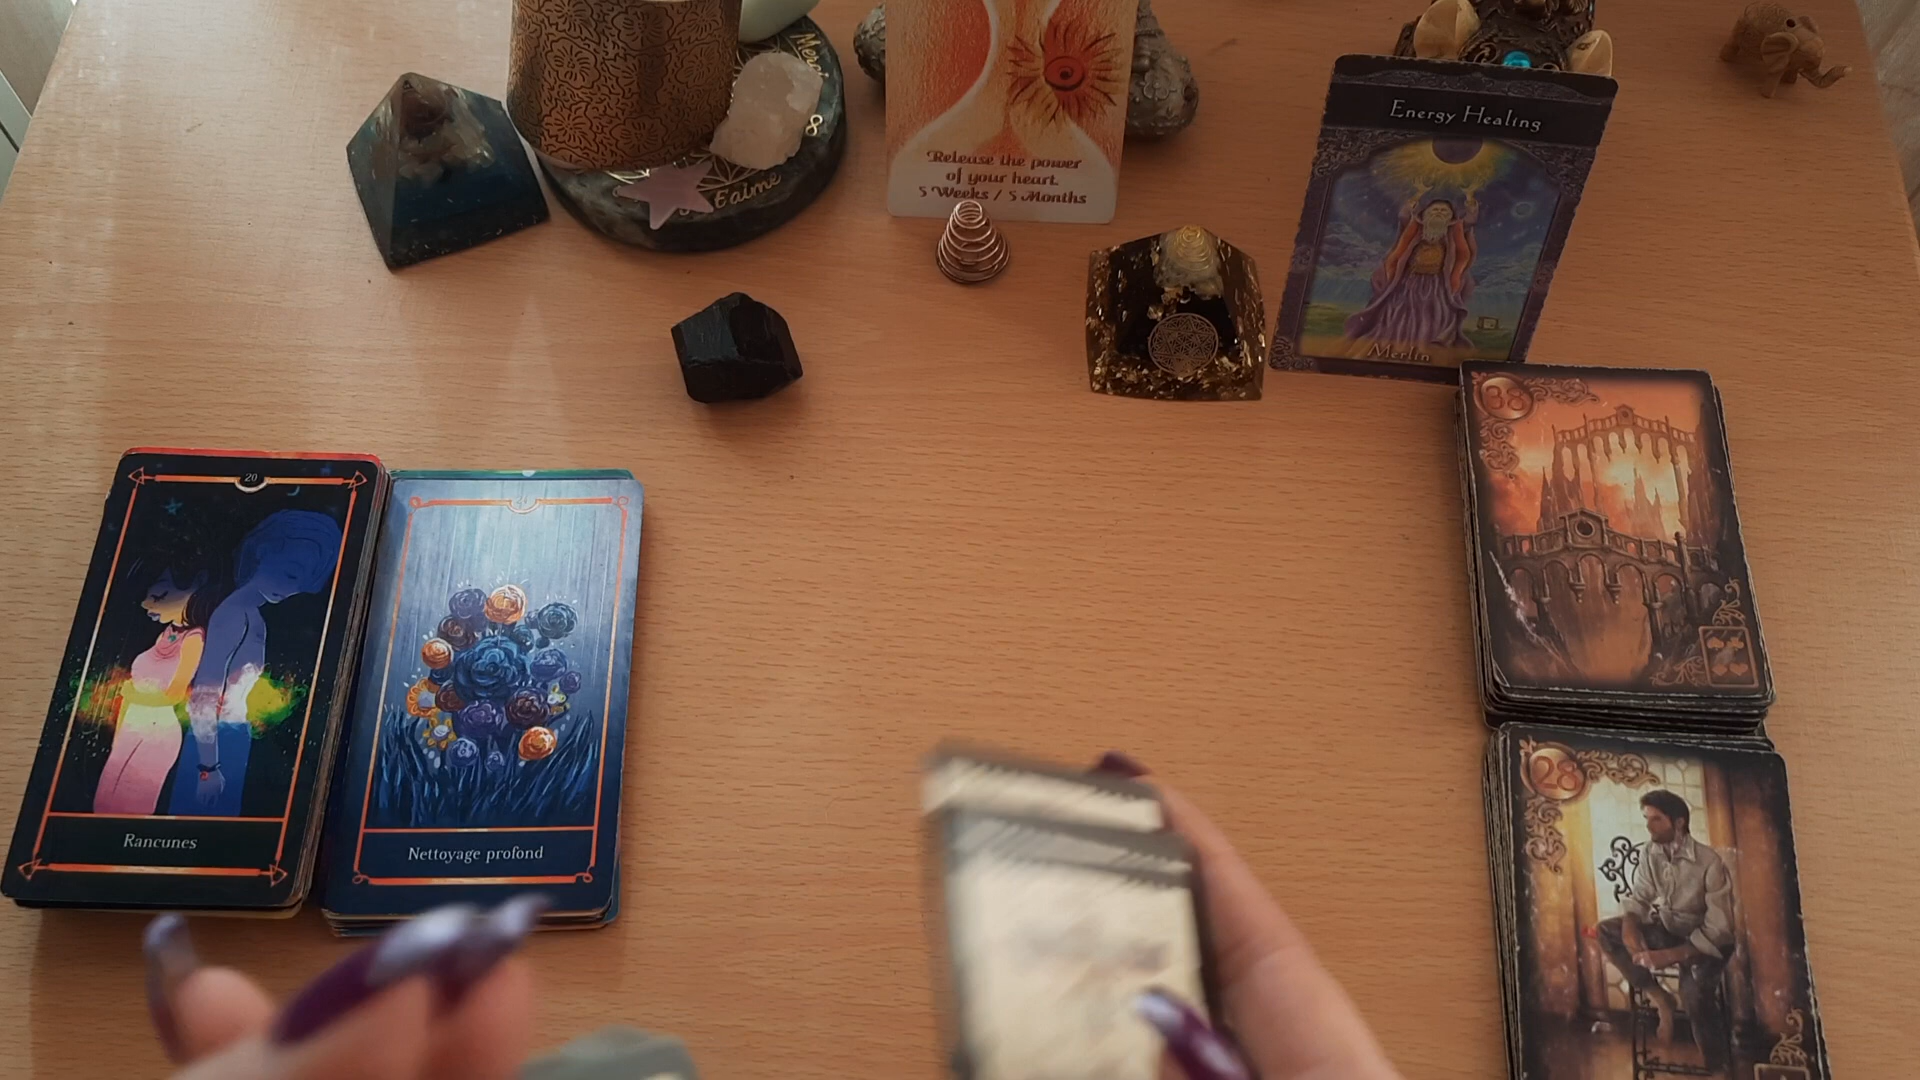 Merci
Je t'aime
Release the power
of your heart.
5 Weeks / 5 Months
Energy Healing
Merlin
38
20
Rancunes
Nettoyage profond
28